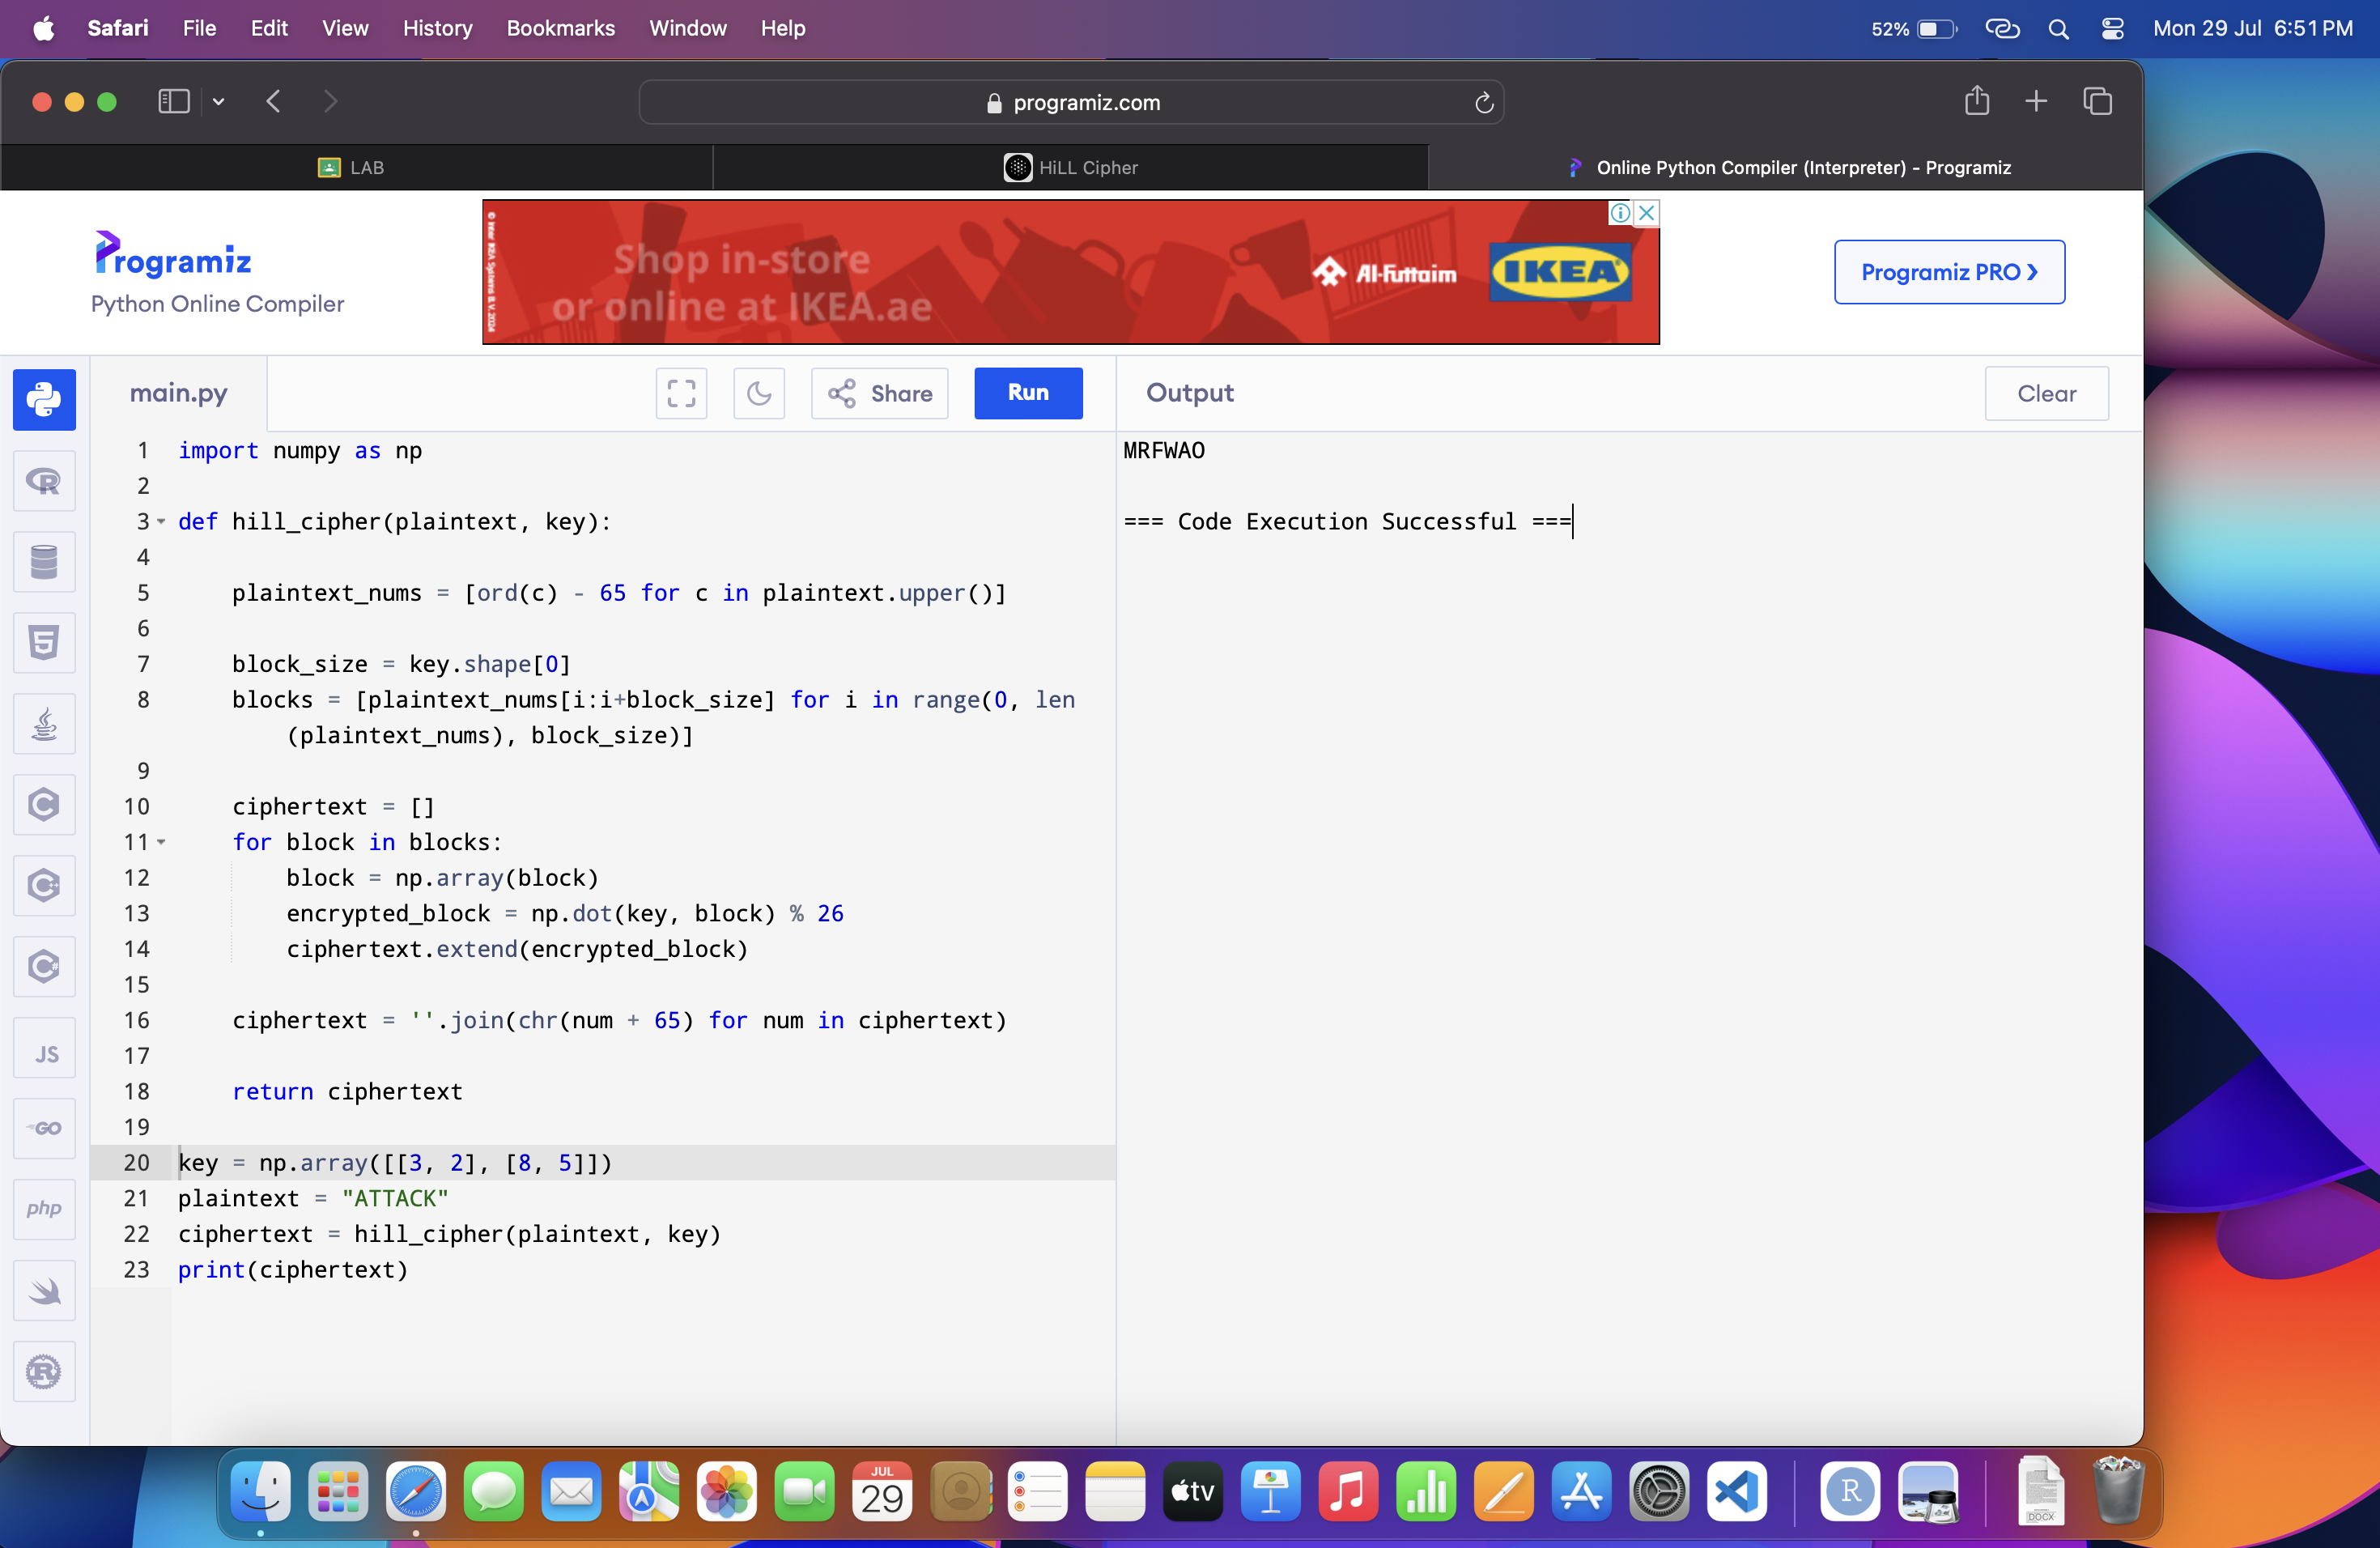 Safari File Edit View History Bookmarks Window Help 52% Mon 29 Jul 6:51 PM
programiz.com
LAB HiLL Cipher Online Python Compiler (Interpreter) - Programiz
Programiz
Python Online Compiler
© Inter IKEA Systems B.V. 2024
Shop in-store
or online at IKEA.ae
Al-Futtaim IKEA
Programiz PRO ❯
main.py Share Run Output Clear
1 import numpy as np
2
3 def hill_cipher(plaintext, key):
4
5 plaintext_nums = [ord(c) - 65 for c in plaintext.upper()]
6
7 block_size = key.shape[0]
8 blocks = [plaintext_nums[i:i+block_size] for i in range(0, len
(plaintext_nums), block_size)]
9
10 ciphertext = []
11 for block in blocks:
12 block = np.array(block)
13 encrypted_block = np.dot(key, block) % 26
14 ciphertext.extend(encrypted_block)
15
16 ciphertext = ''.join(chr(num + 65) for num in ciphertext)
17
18 return ciphertext
19
20 key = np.array([[3, 2], [8, 5]])
21 plaintext = "ATTACK"
22 ciphertext = hill_cipher(plaintext, key)
23 print(ciphertext)
MRFWAO
=== Code Execution Successful ===
R
5
C
C
C
JS
GO
php
R
JUL
29
tv
R
DOCX